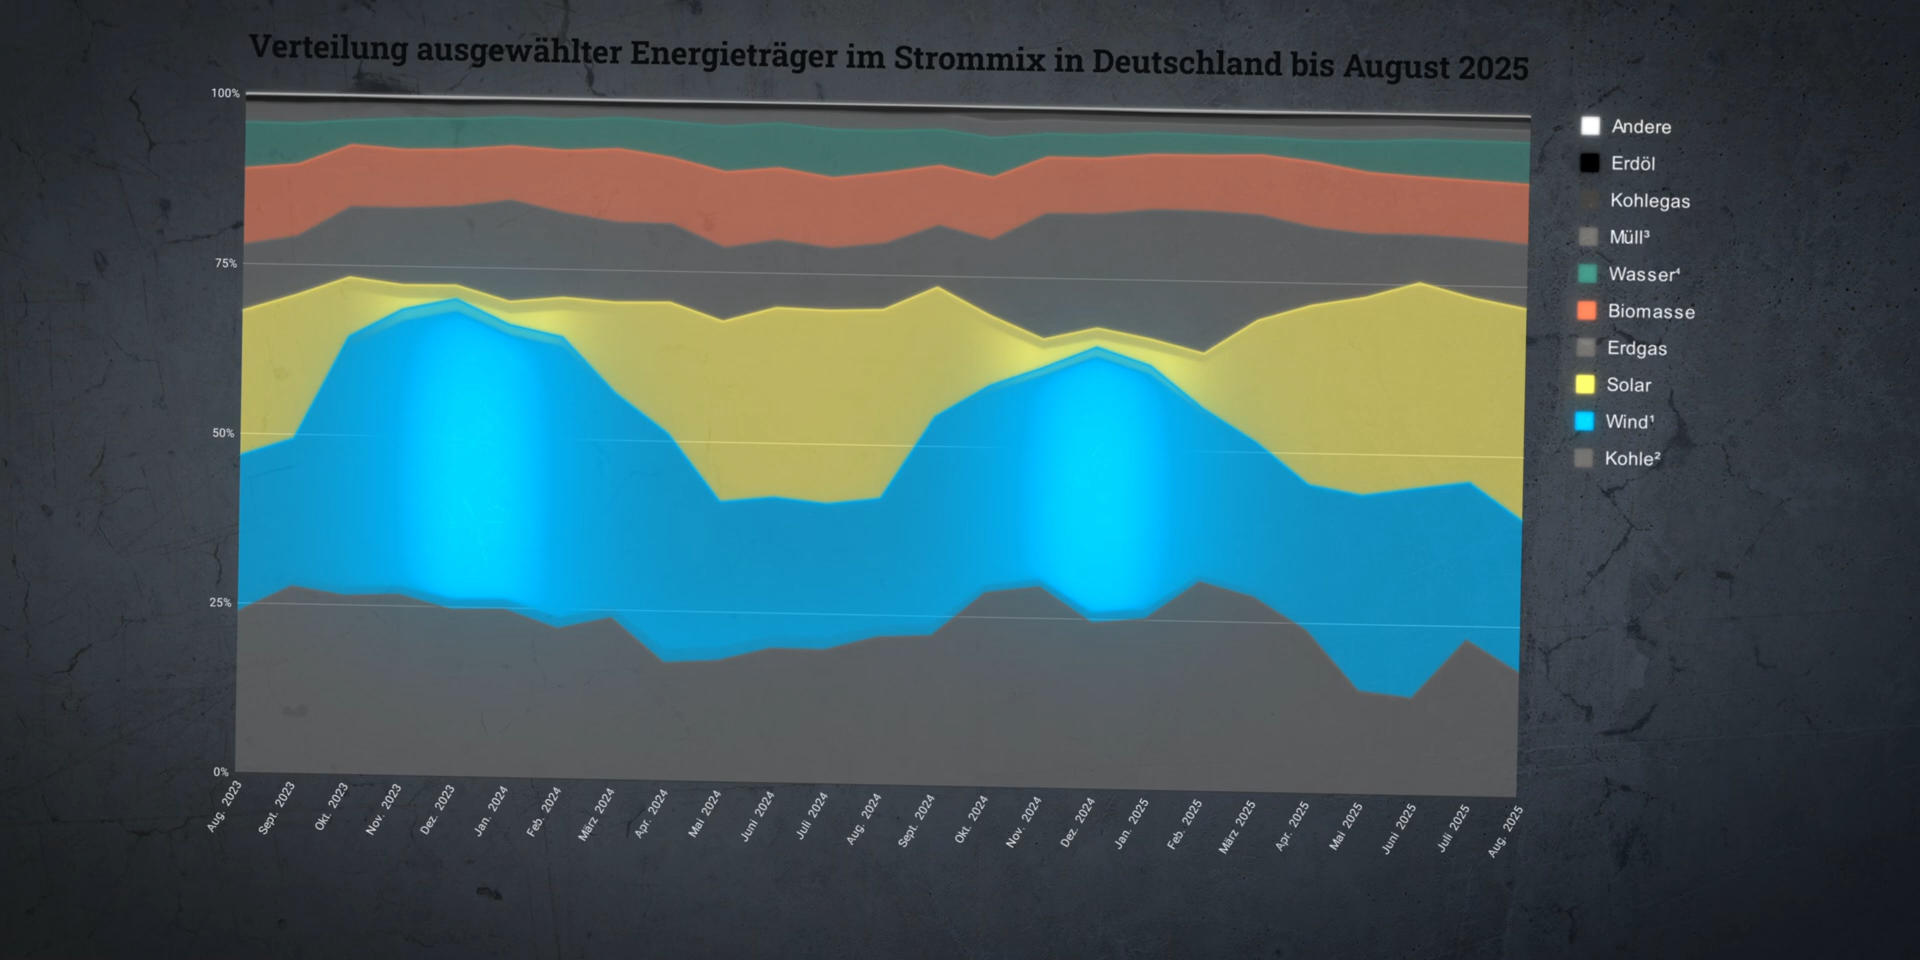 Verteilung ausgewählter Energieträger im Strommix in Deutschland bis August 2025
100%
75%
50%
25%
0%
Aug. 2023
Sept. 2023
Okt. 2023
Nov. 2023
Dez. 2023
Jan. 2024
Feb. 2024
März 2024
Apr. 2024
Mai 2024
Juni 2024
Juli 2024
Aug. 2024
Sept. 2024
Okt. 2024
Nov. 2024
Dez. 2024
Jan. 2025
Feb. 2025
März 2025
Apr. 2025
Mai 2025
Juni 2025
Juli 2025
Aug. 2025
Andere
Erdöl
Kohlegas
Müll³
Wasser⁴
Biomasse
Erdgas
Solar
Wind¹
Kohle²